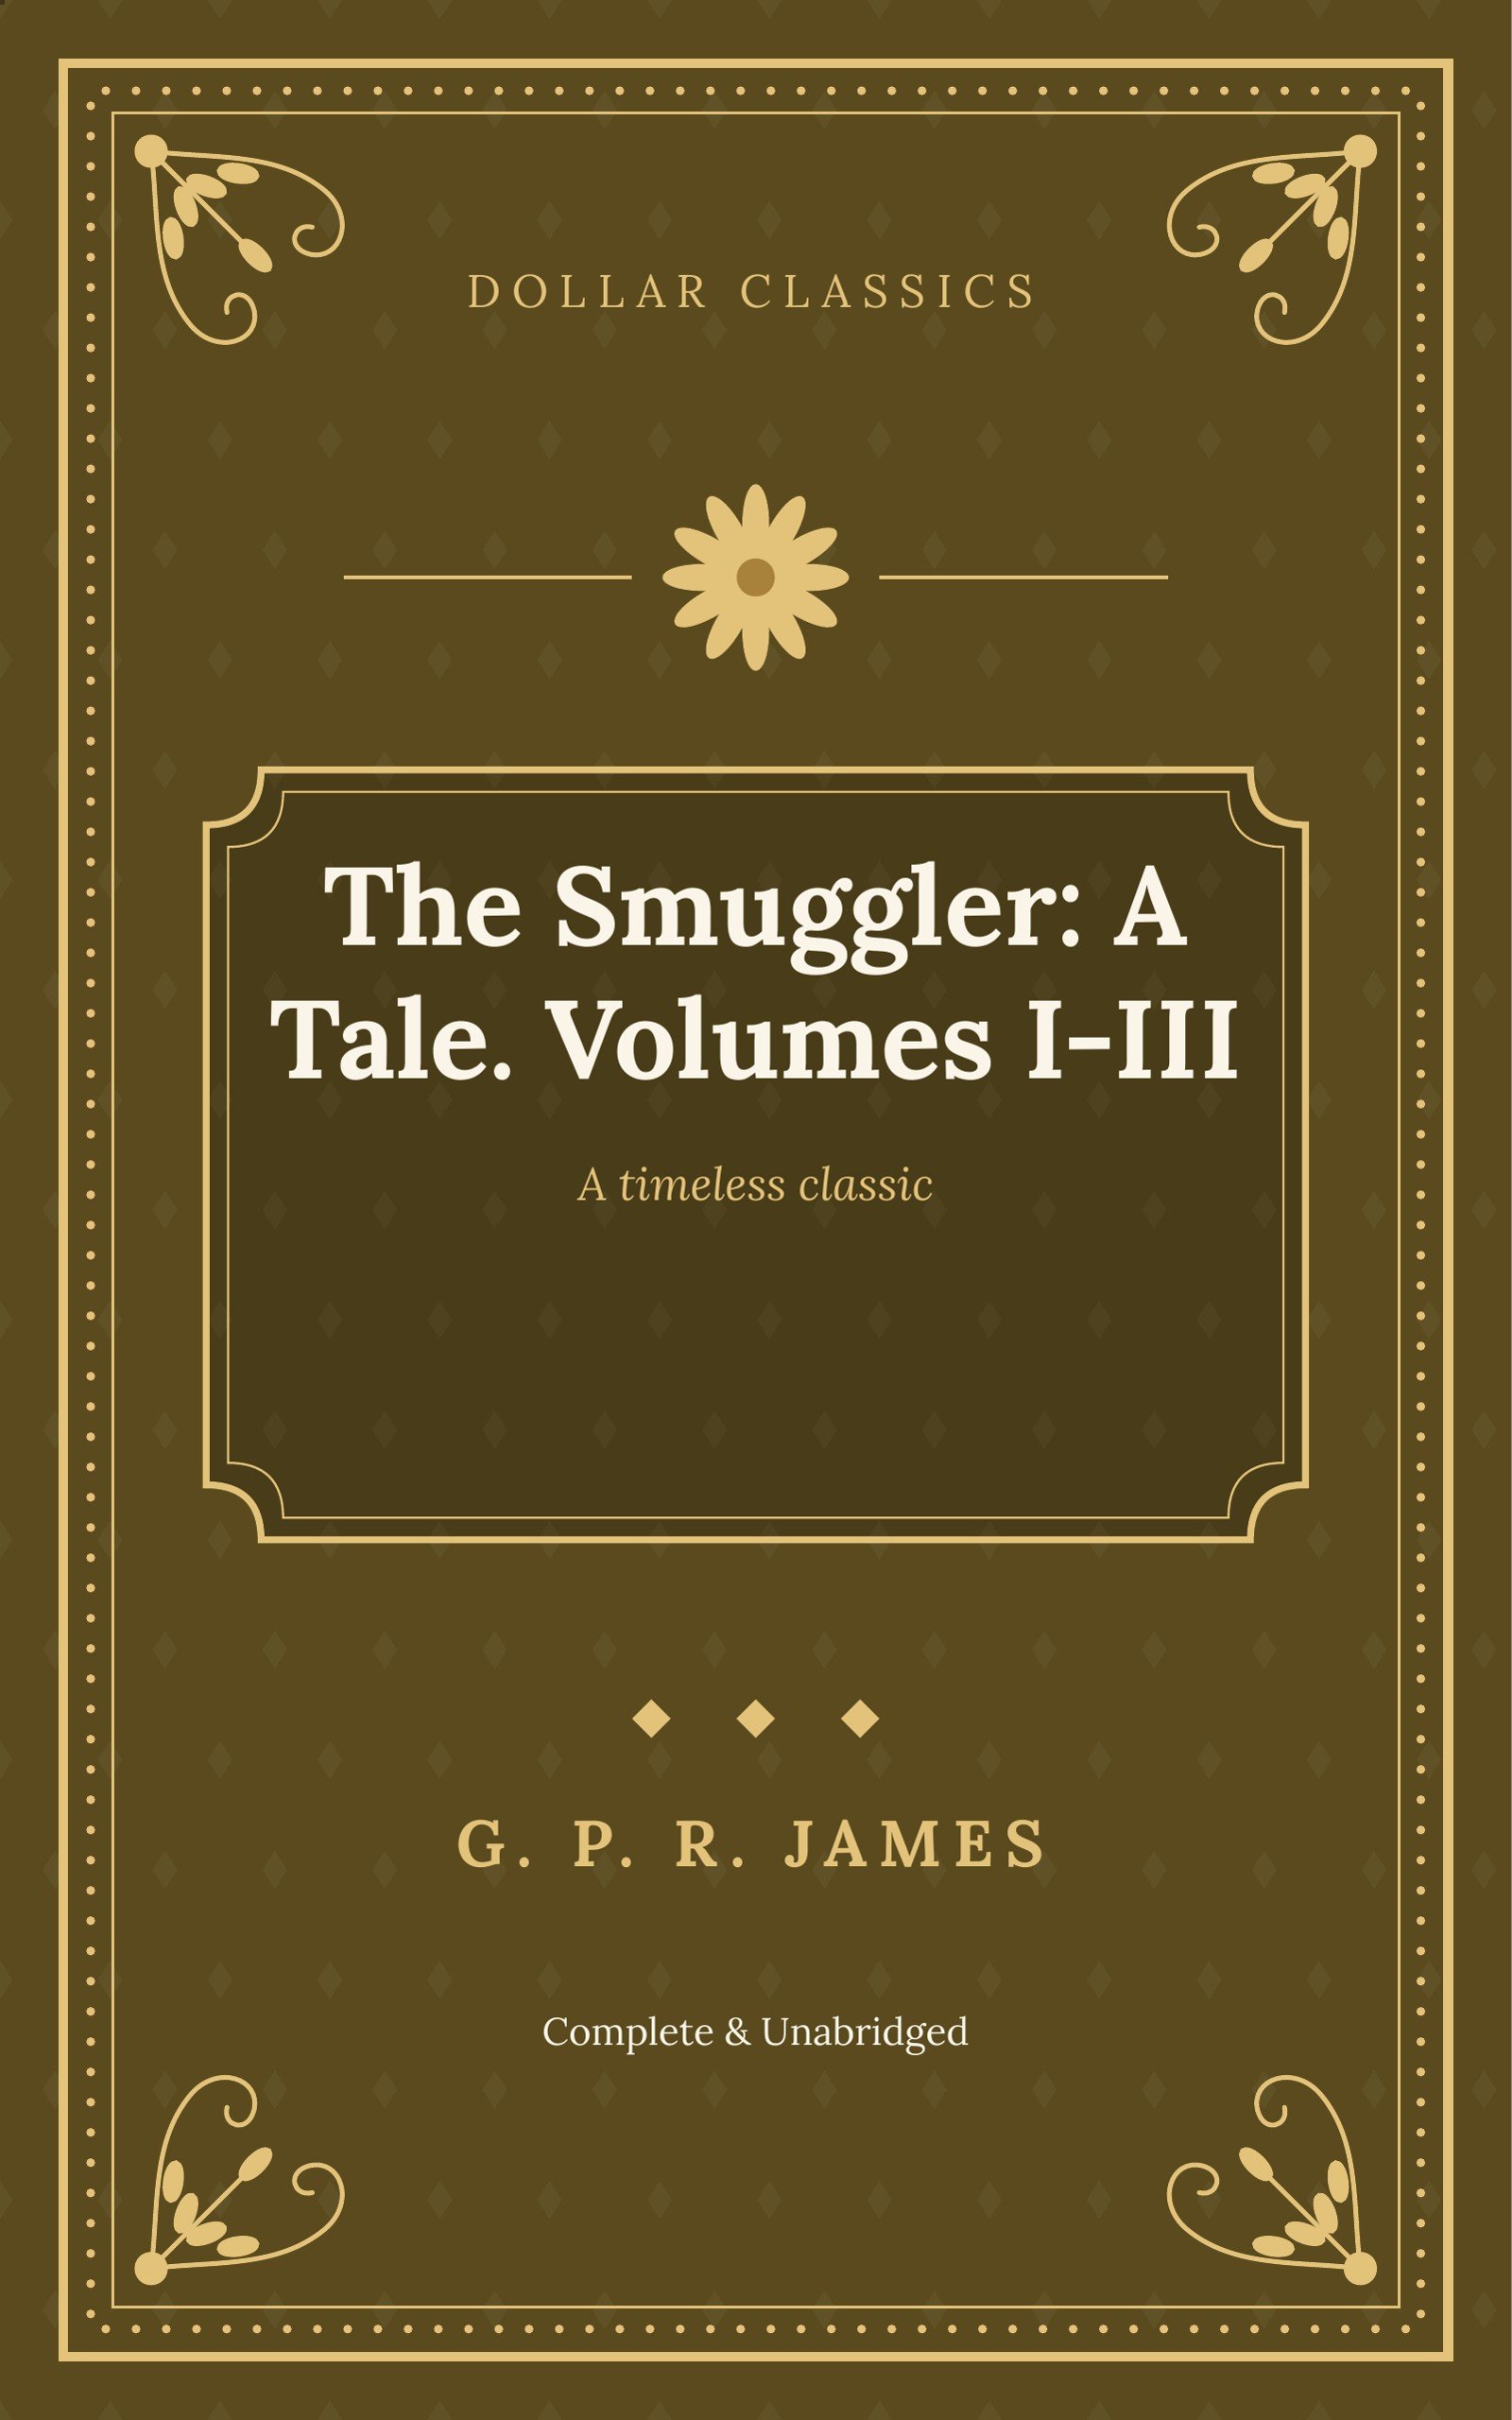 DOLLAR CLASSICS
The Smuggler: A
Tale. Volumes I–III
A timeless classic
G. P. R. JAMES
Complete & Unabridged